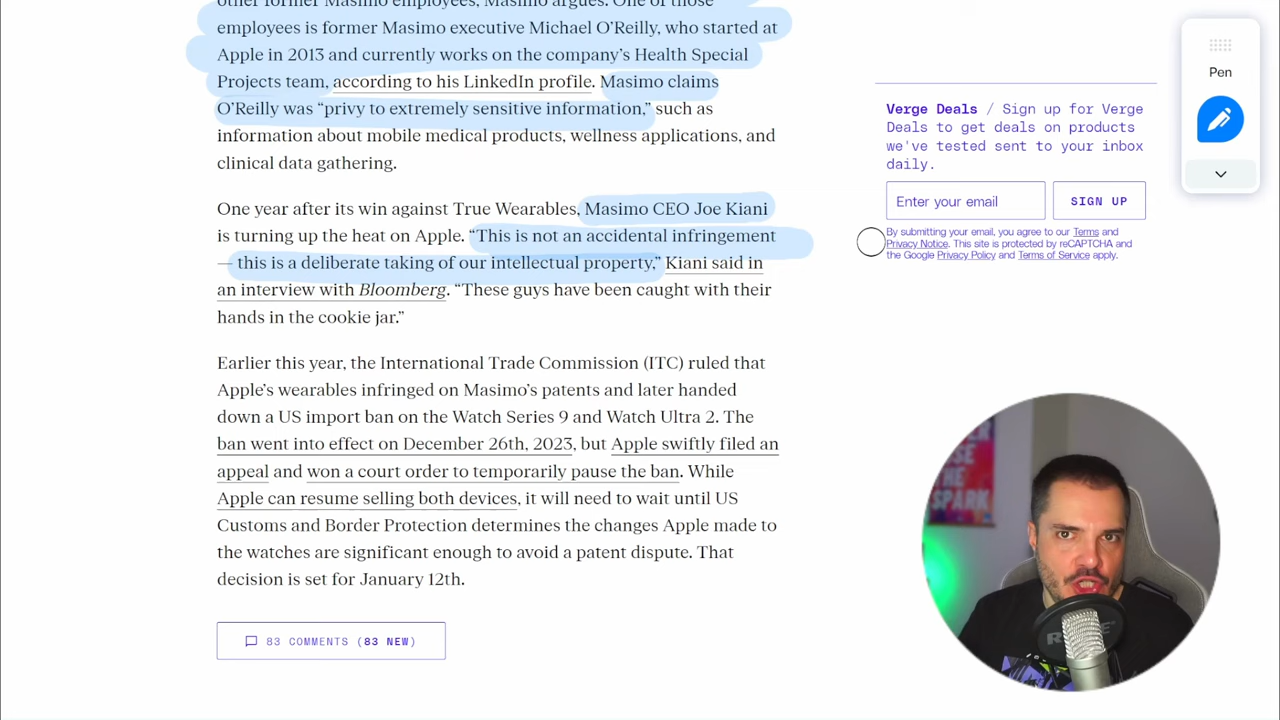 other former Masimo employees, Masimo argues. One of those
employees is former Masimo executive Michael O’Reilly, who started at
Apple in 2013 and currently works on the company’s Health Special
Projects team, according to his LinkedIn profile. Masimo claims
O’Reilly was “privy to extremely sensitive information,” such as
information about mobile medical products, wellness applications, and
clinical data gathering.
One year after its win against True Wearables, Masimo CEO Joe Kiani
is turning up the heat on Apple. “This is not an accidental infringement
— this is a deliberate taking of our intellectual property,” Kiani said in
an interview with Bloomberg. “These guys have been caught with their
hands in the cookie jar.”
Earlier this year, the International Trade Commission (ITC) ruled that
Apple’s wearables infringed on Masimo’s patents and later handed
down a US import ban on the Watch Series 9 and Watch Ultra 2. The
ban went into effect on December 26th, 2023, but Apple swiftly filed an
appeal and won a court order to temporarily pause the ban. While
Apple can resume selling both devices, it will need to wait until US
Customs and Border Protection determines the changes Apple made to
the watches are significant enough to avoid a patent dispute. That
decision is set for January 12th.
83 COMMENTS (83 NEW)
Verge Deals / Sign up for Verge
Deals to get deals on products
we've tested sent to your inbox
daily.
Enter your email
SIGN UP
By submitting your email, you agree to our Terms and
Privacy Notice. This site is protected by reCAPTCHA and
the Google Privacy Policy and Terms of Service apply.
Pen
THE
SPARK